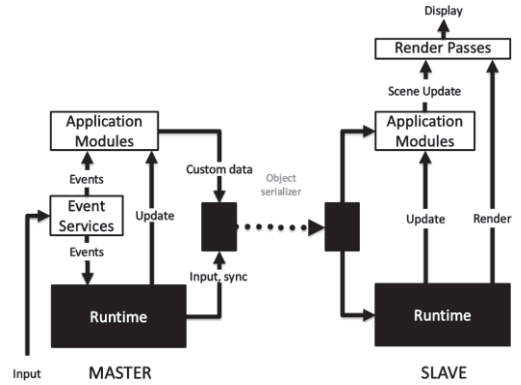 Display
Render Passes
Scene Update
Application
Modules
Application
Modules
Custom data
Object
serializer
Events
Event
Services
Update
Update
Render
Events
Input, sync
Runtime
Runtime
Input
MASTER
SLAVE